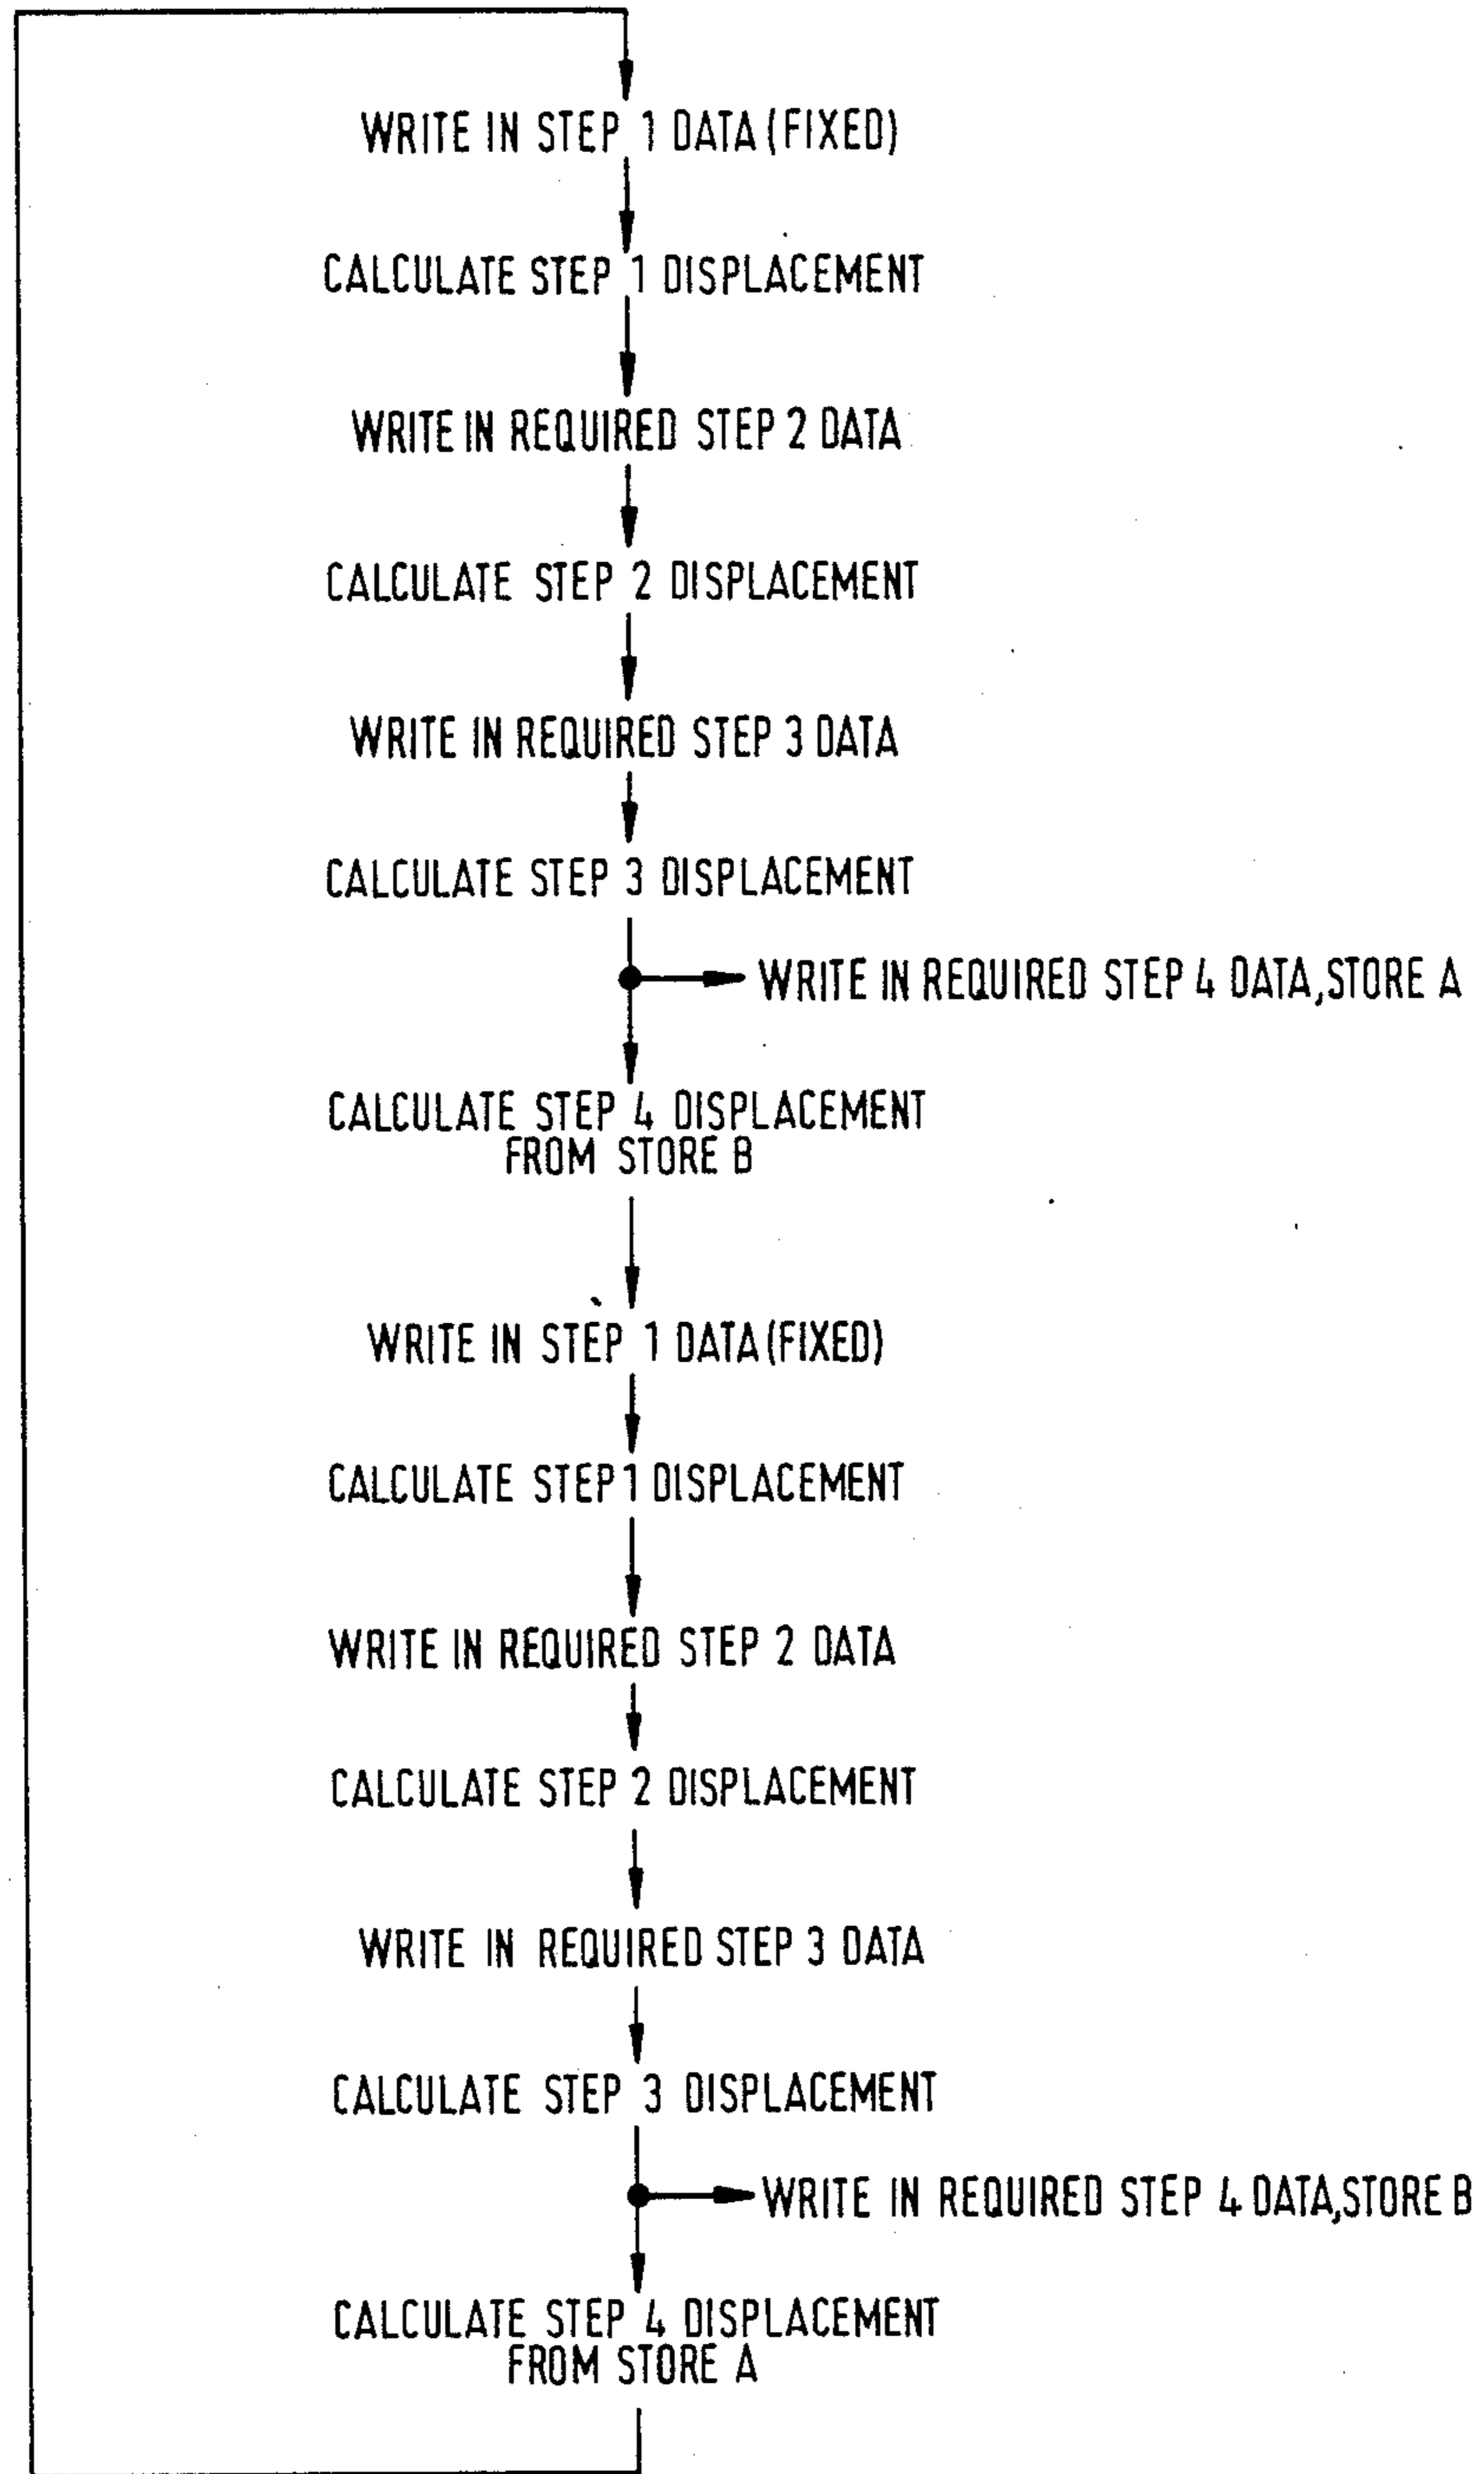 WRITE IN STEP 1 DATA (FIXED)
CALCULATE STEP 1 DISPLACEMENT
WRITE IN REQUIRED STEP 2 DATA
CALCULATE STEP 2 DISPLACEMENT
WRITE IN REQUIRED STEP 3 DATA
CALCULATE STEP 3 DISPLACEMENT
WRITE IN REQUIRED STEP 4 DATA, STORE A
CALCULATE STEP 4 DISPLACEMENT
FROM STORE B
WRITE IN STEP 1 DATA (FIXED)
CALCULATE STEP 1 DISPLACEMENT
WRITE IN REQUIRED STEP 2 DATA
CALCULATE STEP 2 DISPLACEMENT
WRITE IN REQUIRED STEP 3 DATA
CALCULATE STEP 3 DISPLACEMENT
WRITE IN REQUIRED STEP 4 DATA, STORE B
CALCULATE STEP 4 DISPLACEMENT
FROM STORE A